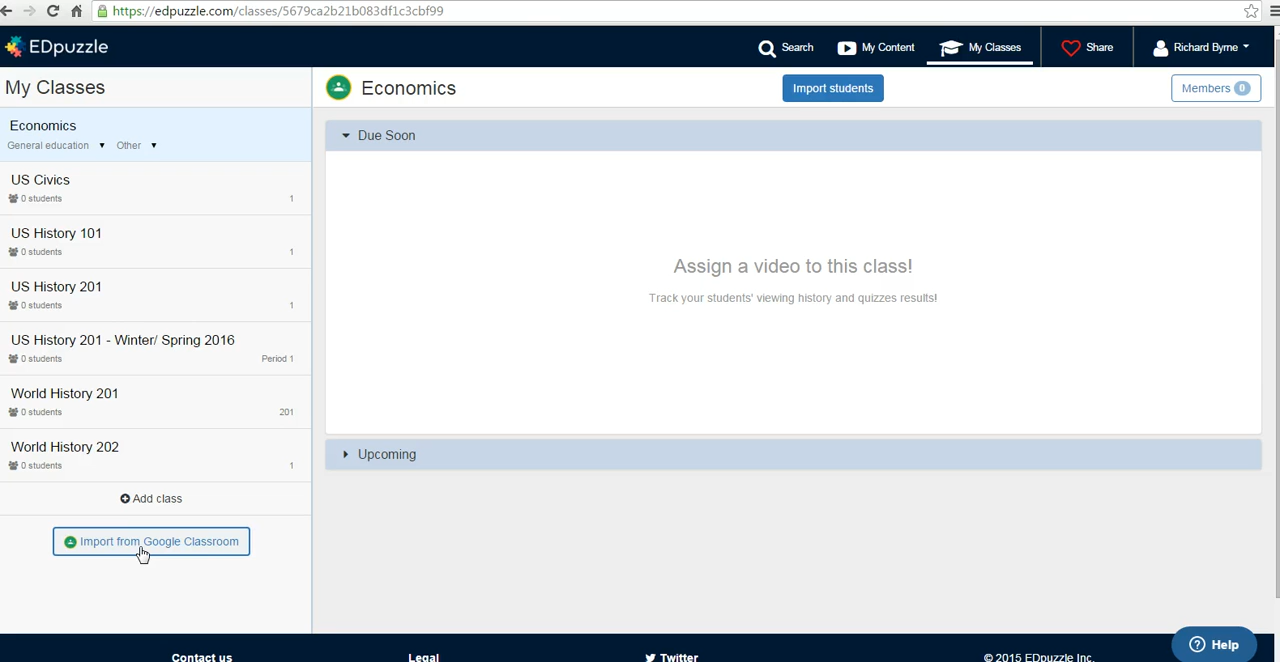 https://edpuzzle.com/classes/5679ca2b21b083df1c3cbf99
EDpuzzle
Search
My Content
My Classes
Share
Richard Byrne
My Classes
Economics
Import students
Members 0
Economics
General education
Other
US Civics
0 students
1
US History 101
0 students
1
US History 201
0 students
1
US History 201 - Winter/ Spring 2016
0 students
Period 1
World History 201
0 students
201
World History 202
0 students
1
Add class
Import from Google Classroom
Due Soon
Assign a video to this class!
Track your students' viewing history and quizzes results!
Upcoming
Help
Contact us
Legal
Twitter
© 2015 EDpuzzle Inc.